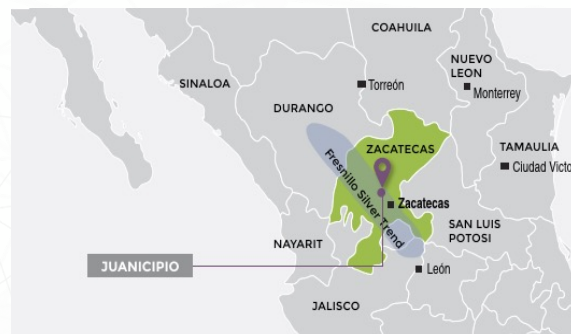 COAHUILA
NUEVO
LEON
SINALOA
Torreón
Monterrey
DURANGO
ZACATECAS
TAMAULIA
Fresnillo Silver Trend
Ciudad Victo
Zacatecas
SAN LUIS
POTOSI
NAYARIT
JUANICIPIO
León
JALISCO